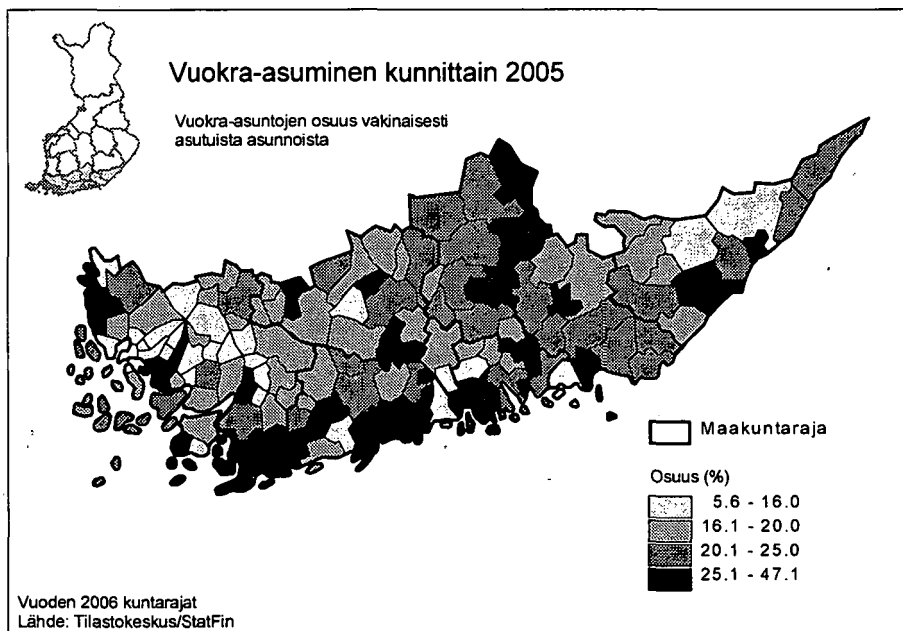 Vuokra-asuminen kunnittain 2005
Vuokra-asuntojen osuus vakinaisesti
asutuista asunnoista
Maakuntaraja
Osuus (%)
5.6 - 16.0
16.1 - 20.0
20.1 - 25.0
25.1 - 47.1
Vuoden 2006 kuntarajat
Lähde: Tilastokeskus/StatFin